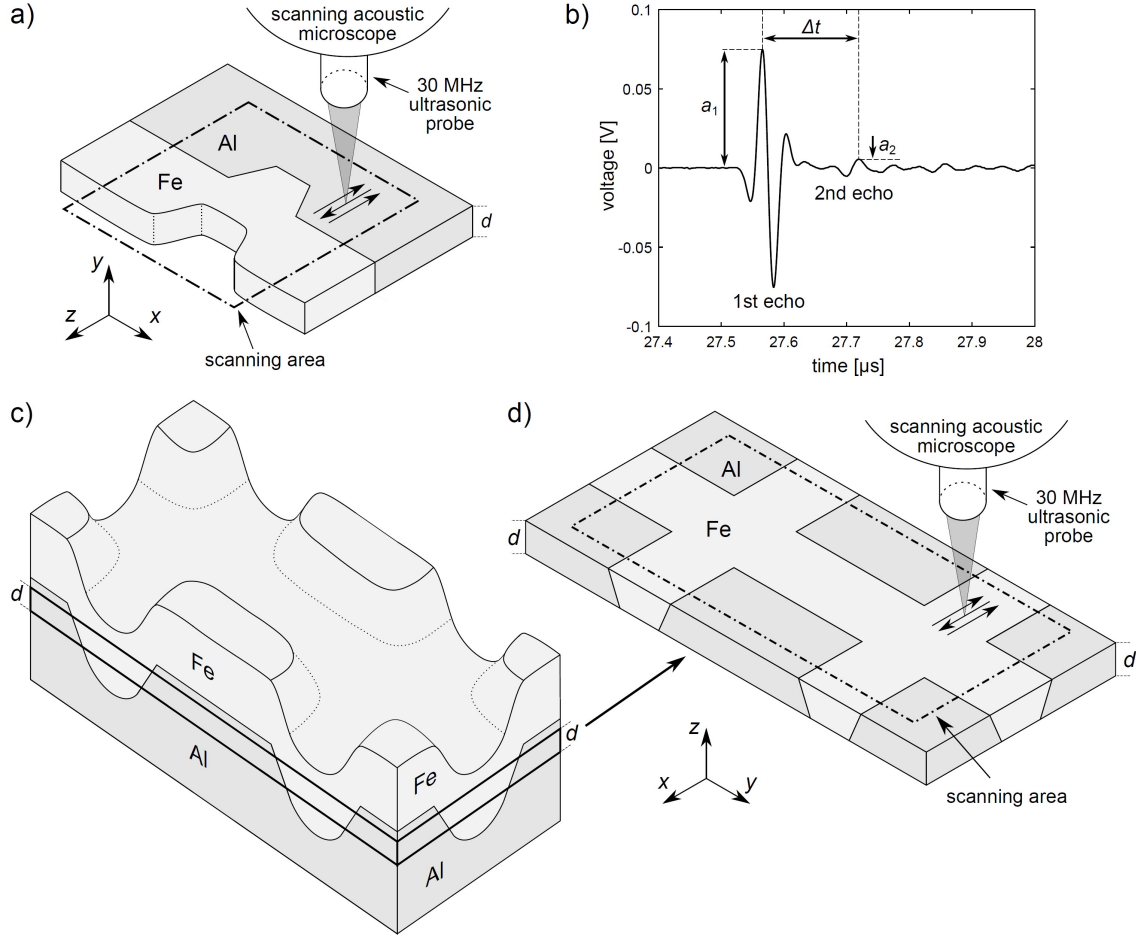 a)
scanning acoustic
microscope
30 MHz
ultrasonic
probe
Al
Fe
d
y
z
x
scanning area
b)
0.1
0.05
0
-0.05
-0.1
voltage [V]
a1
Δt
a2
2nd echo
1st echo
27.4
27.5
27.6
27.7
27.8
27.9
28
time [μs]
c)
d
Fe
Al
Fe
d
Al
d)
scanning acoustic
microscope
30 MHz
ultrasonic
probe
Al
Fe
d
d
z
x
y
scanning area